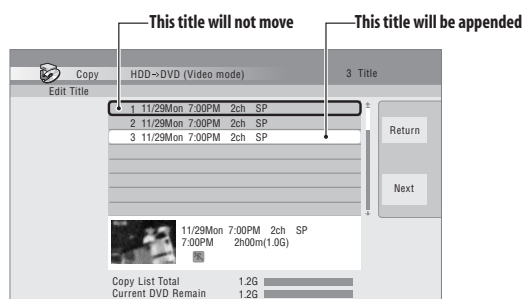 This title will not move
This title will be appended
Copy HDD->DVD (Video mode) 3 Title
Edit Title
1 11/29Mon 7:00PM 2ch SP
2 11/29Mon 7:00PM 2ch SP
3 11/29Mon 7:00PM 2ch SP
Return
Next
11/29Mon 7:00PM 2ch SP
7:00PM 2h00m(1.0G)
Copy List Total 1.2G
Current DVD Remain 1.2G